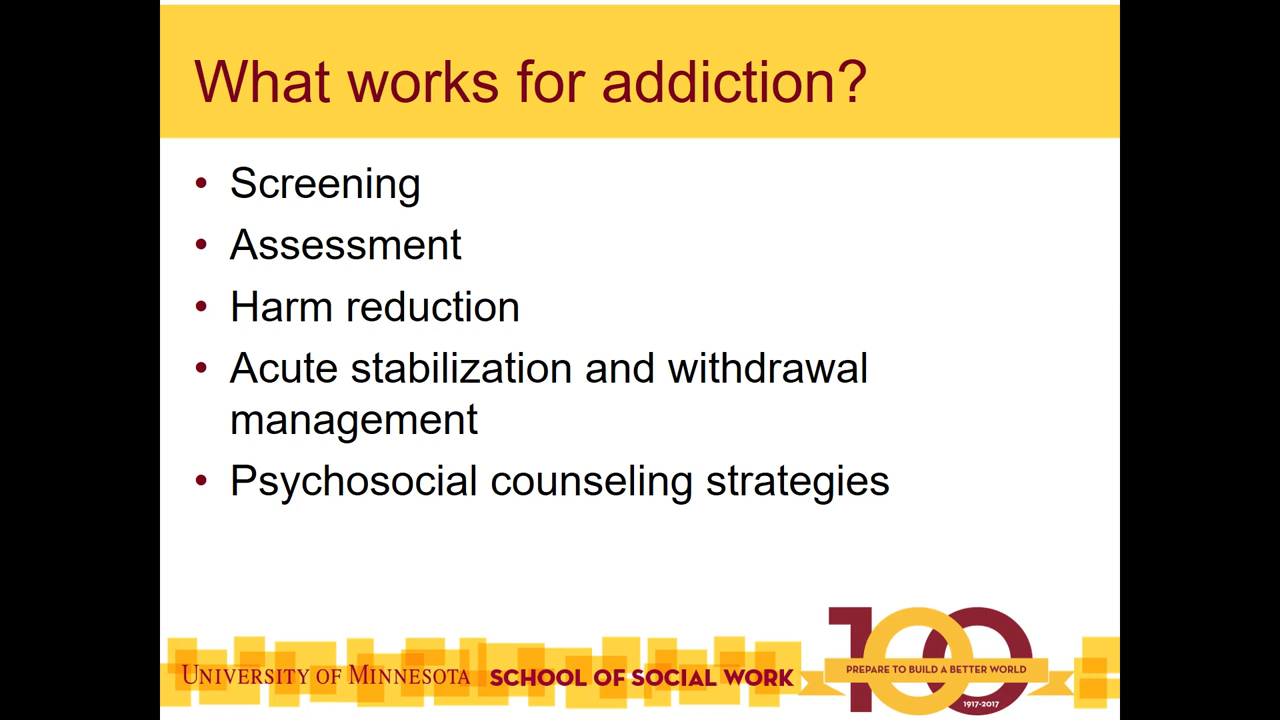 What works for addiction?
• Screening
• Assessment
• Harm reduction
• Acute stabilization and withdrawal
management
• Psychosocial counseling strategies
UNIVERSITY OF MINNESOTA SCHOOL OF SOCIAL WORK
100
PREPARE TO BUILD A BETTER WORLD
1917-2017